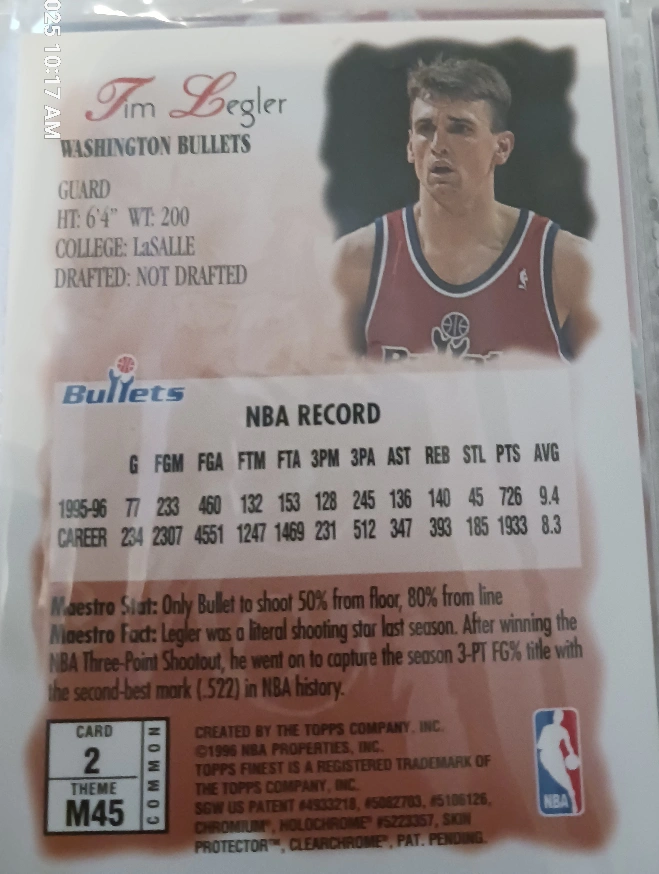 025 10:17 AM
Tim Legler
WASHINGTON BULLETS
GUARD
HT: 6'4" WT: 200
COLLEGE: LaSALLE
DRAFTED: NOT DRAFTED
Bullets
NBA RECORD
G FGM FGA FTM FTA 3PM 3PA AST REB STL PTS AVG
1995-96 77 233 460 132 153 128 245 136 140 45 726 9.4
CAREER 234 2307 4551 1247 1469 231 512 347 393 185 1933 8.3
Maestro Stat: Only Bullet to shoot 50% from floor, 80% from line
Maestro Fact: Legler was a literal shooting star last season. After winning the
NBA Three-Point Shootout, he went on to capture the season 3-PT FG% title with
the second-best mark (.522) in NBA history.
CARD
2
THEME
M45
COMMON
CREATED BY THE TOPPS COMPANY, INC.
©1996 NBA PROPERTIES, INC.
TOPPS FINEST IS A REGISTERED TRADEMARK OF
THE TOPPS COMPANY, INC.
SGW US PATENT #4933218, #5082703, #5106126,
CHROMIUM®, HOLOCHROME® #5223357, SKIN
PROTECTOR™, CLEARCHROME®, PAT. PENDING.
NBA